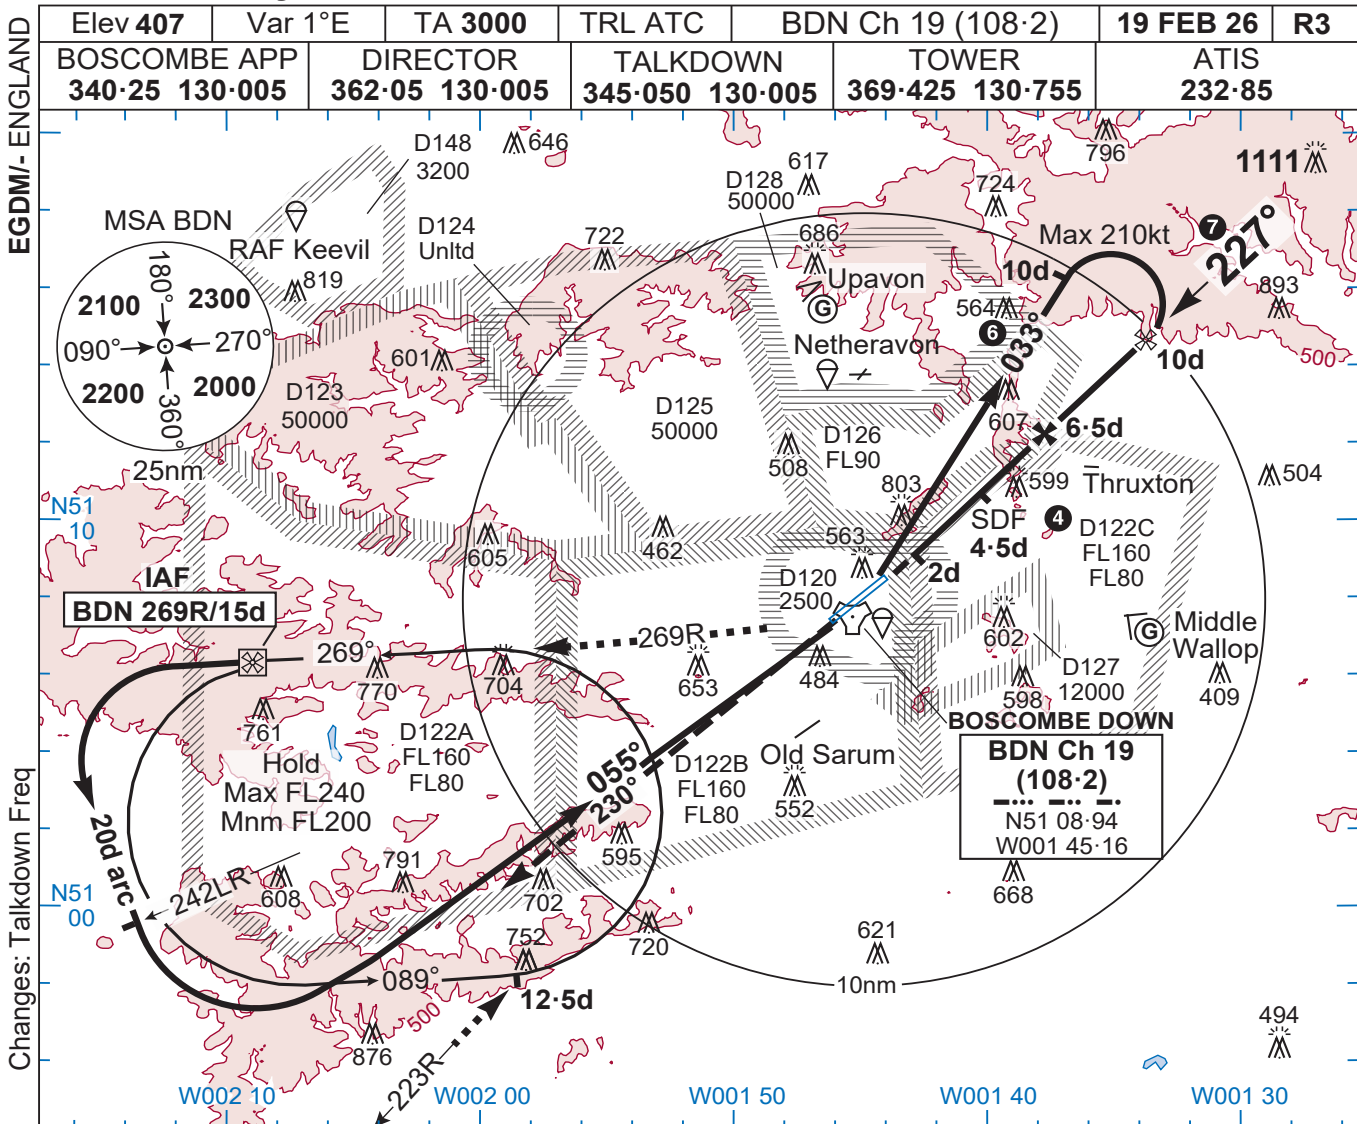 Elev 407
Var 1°E
TA 3000
TRL ATC
BDN Ch 19 (108·2)
19 FEB 26
R3
BOSCOMBE APP
340·25 130·005
DIRECTOR
362·05 130·005
TALKDOWN
345·050 130·005
TOWER
369·425 130·755
ATIS
232·85
EGDM/- ENGLAND
Changes: Talkdown Freq
D148
3200
646
617
796
1111
724
D128
50000
MSA BDN
RAF Keevil
819
D124
Unltd
722
686
Upavon
G
Max 210kt
7
227°
10d
893
564
6
033°
2100
180°
2300
090°
270°
2200
360°
2000
25nm
601
Netheravon
10d
500
D123
50000
D125
50000
607
6·5d
D126
FL90
508
803
599
Thruxton
504
N51
10
SDF
4·5d
4
D122C
FL160
FL80
605
462
563
2d
IAF
BDN 269R/15d
D120
2500
602
G
Middle
Wallop
269°
269R
770
704
653
484
598
D127
12000
409
761
BOSCOMBE DOWN
BDN Ch 19
(108·2)
N51 08·94
W001 45·16
D122A
FL160
FL80
Hold
Max FL240
Mnm FL200
055°
230°
D122B
FL160
FL80
Old Sarum
552
20d arc
595
791
242LR
608
702
668
N51
00
752
720
621
089°
10nm
12·5d
500
876
223R
494
W002 10
W002 00
W001 50
W001 40
W001 30